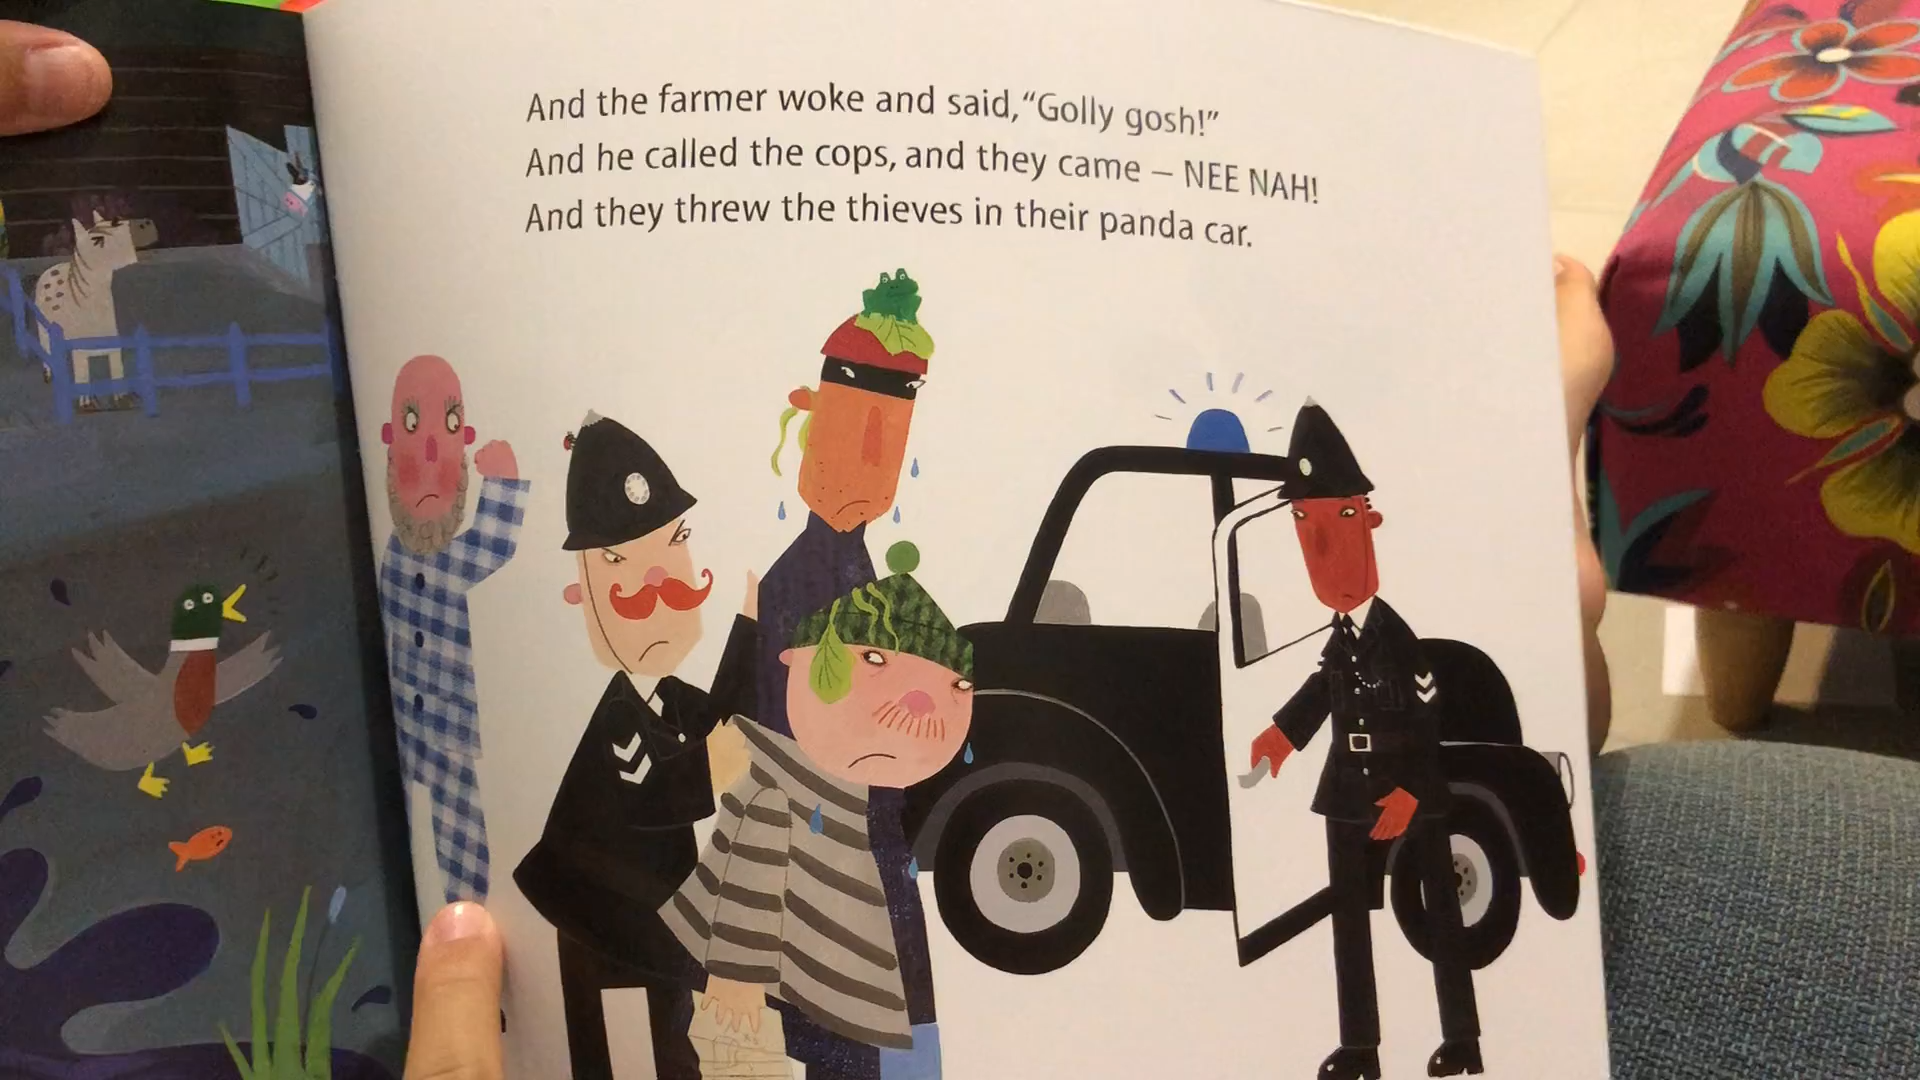 And the farmer woke and said, “Golly gosh!”
And he called the cops, and they came – NEE NAH!
And they threw the thieves in their panda car.